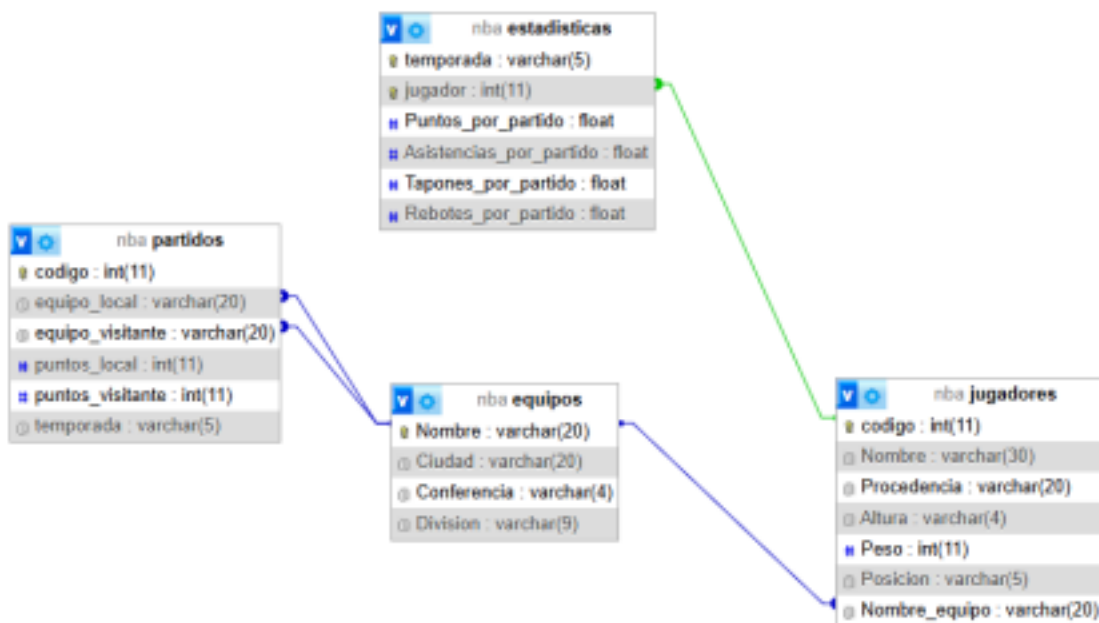 nba estadisticas
temporada : varchar(5)
jugador : int(11)
Puntos_por_partido : float
Asistencias_por_partido : float
Tapones_por_partido : float
Rebotes_por_partido : float
nba partidos
codigo : int(11)
equipo_local : varchar(20)
equipo_visitante : varchar(20)
puntos_local : int(11)
puntos_visitante : int(11)
temporada : varchar(5)
nba equipos
Nombre : varchar(20)
Ciudad : varchar(20)
Conferencia : varchar(4)
Division : varchar(9)
nba jugadores
codigo : int(11)
Nombre : varchar(30)
Procedencia : varchar(20)
Altura : varchar(4)
Peso : int(11)
Posicion : varchar(5)
Nombre_equipo : varchar(20)